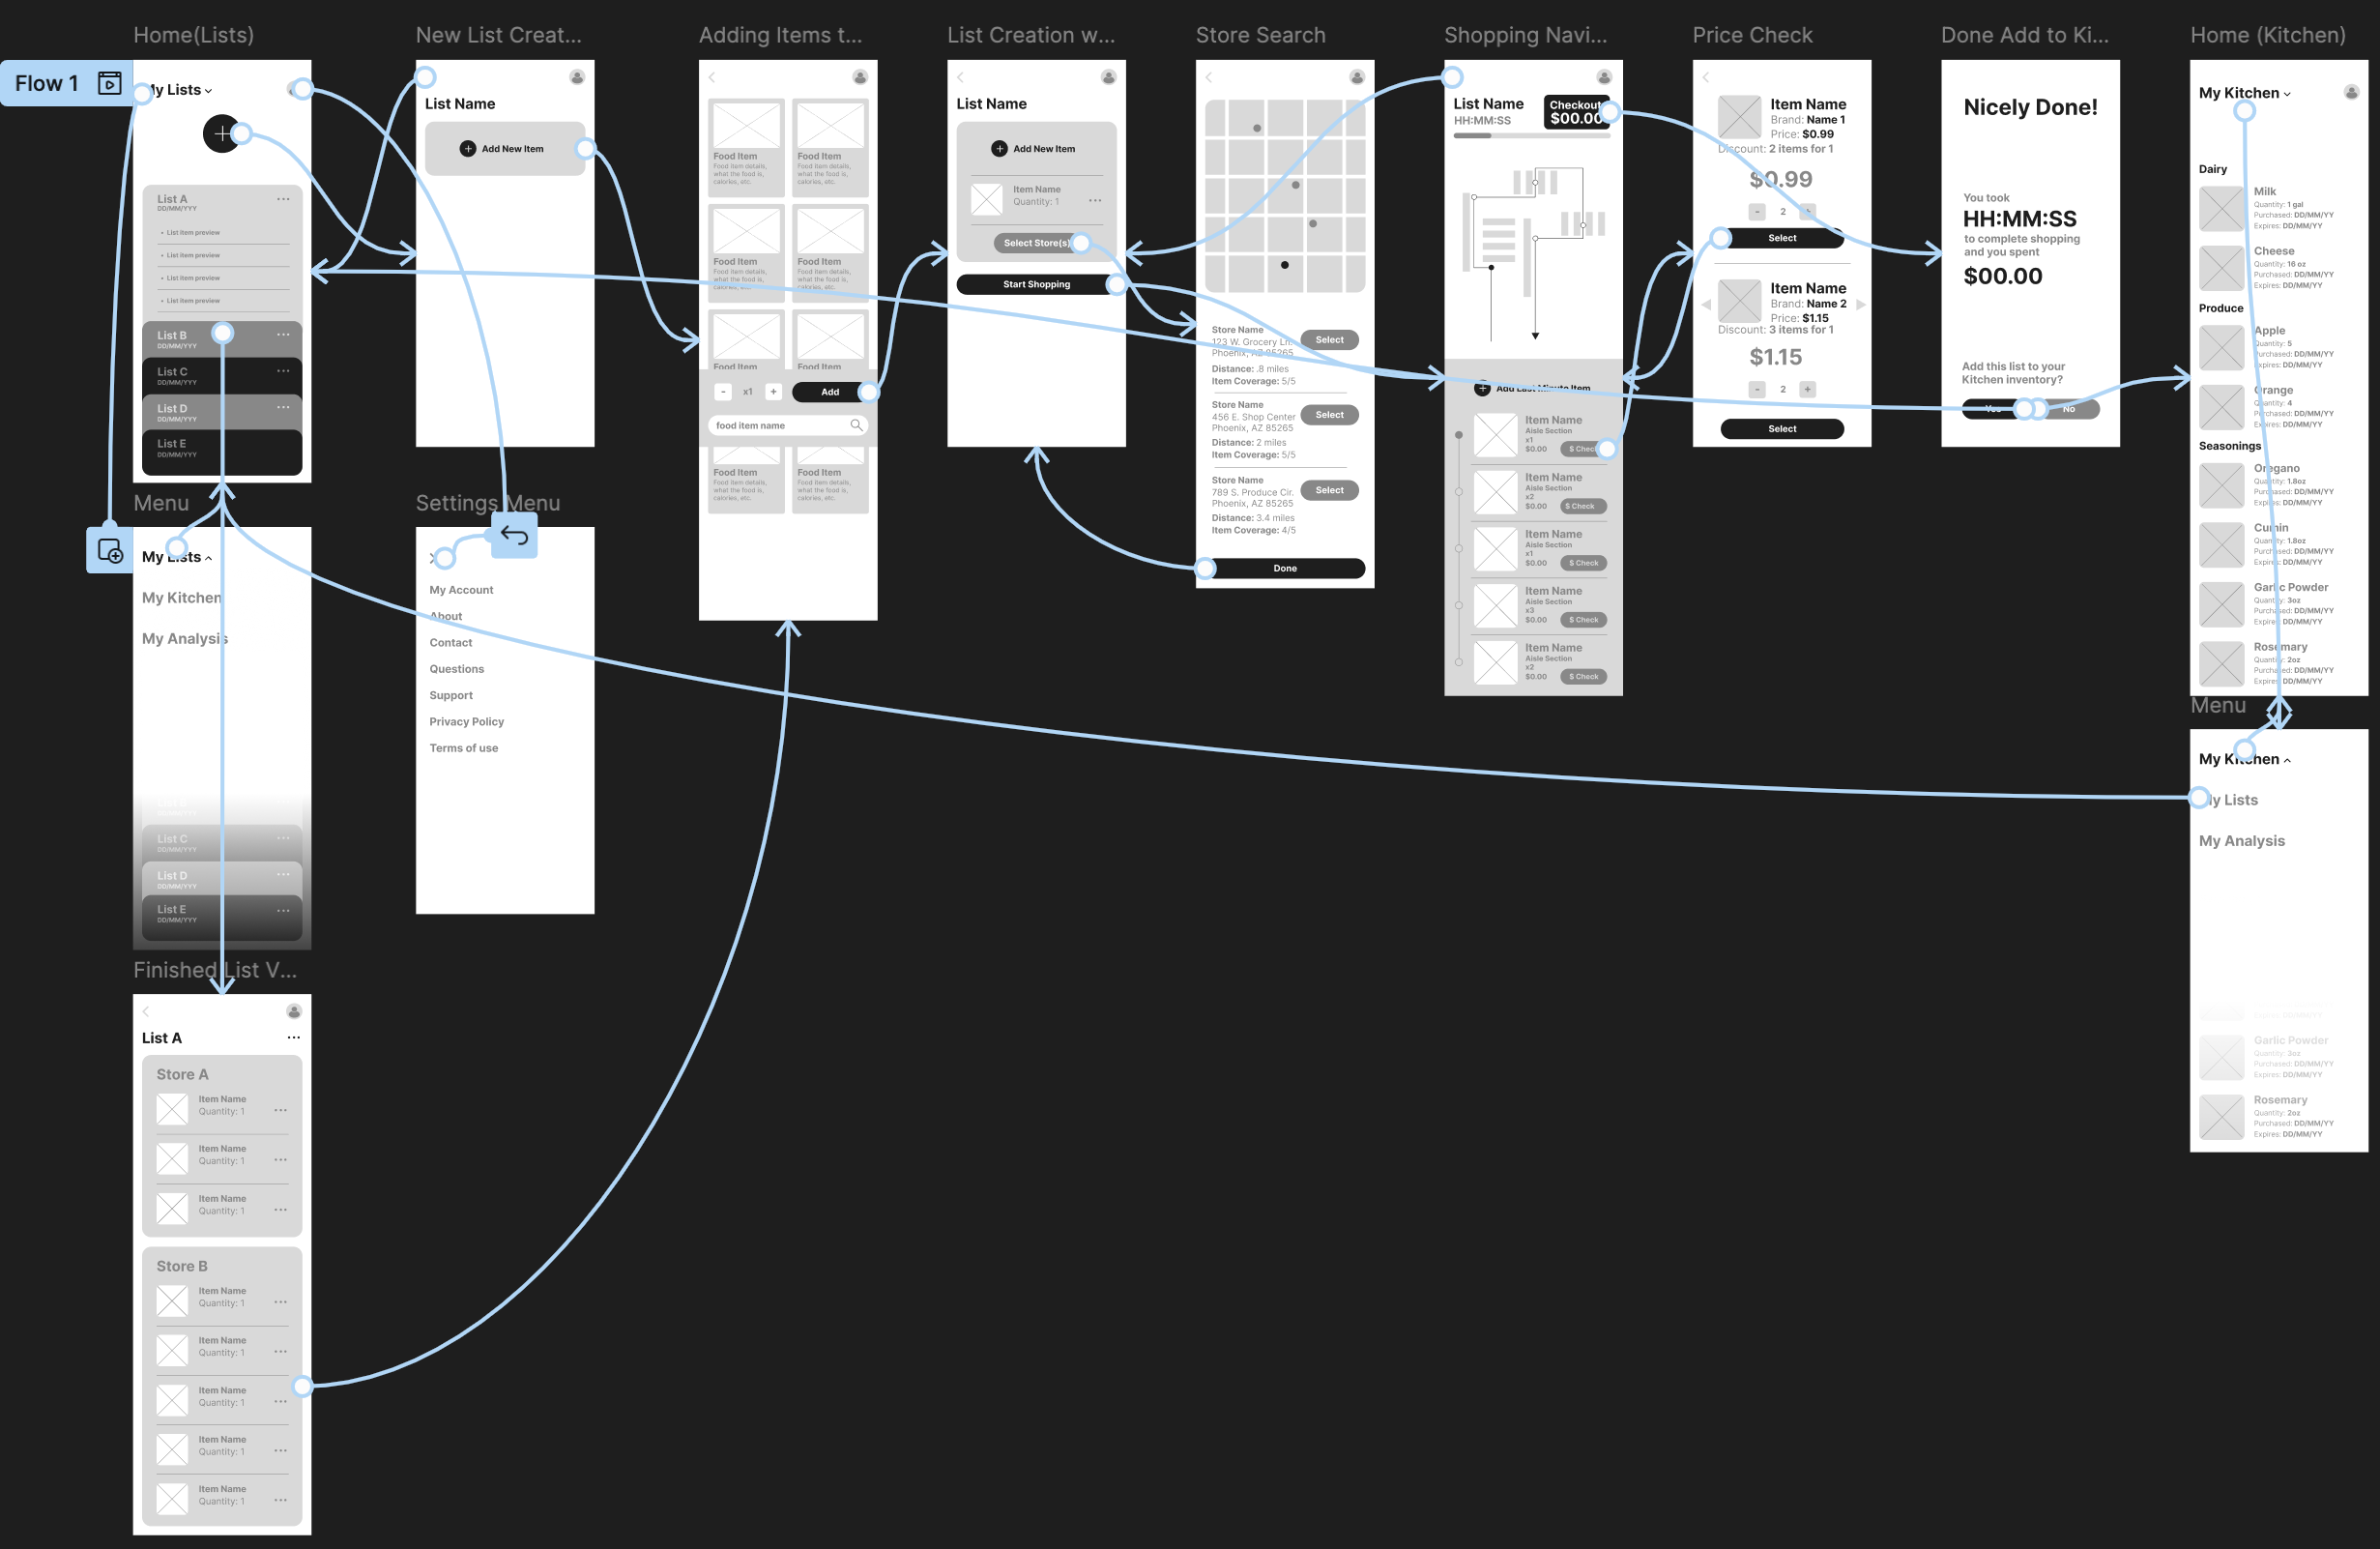 Home(Lists)
Flow 1
My Lists
List A
DD/MM/YYY
• List item preview
• List item preview
• List item preview
• List item preview
List B
DD/MM/YYY
List C
DD/MM/YYY
List D
DD/MM/YYY
List E
DD/MM/YYY
Menu
My Lists
My Kitchen
My Analysis
List C
DD/MM/YYY
List D
DD/MM/YYY
List E
DD/MM/YYY
Finished List V...
List A
Store A
Item Name
Quantity: 1
Item Name
Quantity: 1
Item Name
Quantity: 1
Store B
Item Name
Quantity: 1
Item Name
Quantity: 1
Item Name
Quantity: 1
Item Name
Quantity: 1
Item Name
Quantity: 1
New List Creat...
List Name
Add New Item
Settings Menu
My Account
About
Contact
Questions
Support
Privacy Policy
Terms of use
Adding Items t...
Food Item
Food item details,
what the food is,
calories, etc.
Food Item
Food item details,
what the food is,
calories, etc.
Food Item
Food item details,
what the food is,
calories, etc.
Food Item
Food item details,
what the food is,
calories, etc.
Food Item
Food Item
- x1 +
Add
food item name
Food Item
Food item details,
what the food is,
calories, etc.
Food Item
Food item details,
what the food is,
calories, etc.
List Creation w...
List Name
Add New Item
Item Name
Quantity: 1
Select Store(s)
Start Shopping
Store Search
Store Name
123 W. Grocery Ln.
Phoenix, AZ 85265
Select
Distance: .8 miles
Item Coverage: 5/5
Store Name
456 E. Shop Center
Phoenix, AZ 85265
Select
Distance: 2 miles
Item Coverage: 5/5
Store Name
789 S. Produce Cir.
Phoenix, AZ 85265
Select
Distance: 3.4 miles
Item Coverage: 4/5
Done
Shopping Navi...
List Name
HH:MM:SS
Checkout
$00.00
Add Last Minute Item
Item Name
Aisle Section
x1
$0.00
$ Check
Item Name
Aisle Section
x2
$0.00
$ Check
Item Name
Aisle Section
x1
$0.00
$ Check
Item Name
Aisle Section
x3
$0.00
$ Check
Item Name
Aisle Section
x2
$0.00
$ Check
Price Check
Item Name
Brand: Name 1
Price: $0.99
Discount: 2 items for 1
$0.99
- 2 +
Select
Item Name
Brand: Name 2
Price: $1.15
Discount: 3 items for 1
$1.15
- 2 +
Select
Done Add to Ki...
Nicely Done!
You took
HH:MM:SS
to complete shopping
and you spent
$00.00
Add this list to your
Kitchen inventory?
Yes
No
Home (Kitchen)
My Kitchen
Dairy
Milk
Quantity: 1 gal
Purchased: DD/MM/YY
Expires: DD/MM/YY
Cheese
Quantity: 16 oz
Purchased: DD/MM/YY
Expires: DD/MM/YY
Produce
Apple
Quantity: 5
Purchased: DD/MM/YY
Expires: DD/MM/YY
Orange
Quantity: 4
Purchased: DD/MM/YY
Expires: DD/MM/YY
Seasonings
Oregano
Quantity: 1.8oz
Purchased: DD/MM/YY
Expires: DD/MM/YY
Cumin
Quantity: 1.8oz
Purchased: DD/MM/YY
Expires: DD/MM/YY
Garlic Powder
Quantity: 3oz
Purchased: DD/MM/YY
Expires: DD/MM/YY
Rosemary
Quantity: 2oz
Purchased: DD/MM/YY
Expires: DD/MM/YY
Menu
My Kitchen
My Lists
My Analysis
Garlic Powder
Quantity: 3oz
Purchased: DD/MM/YY
Expires: DD/MM/YY
Rosemary
Quantity: 2oz
Purchased: DD/MM/YY
Expires: DD/MM/YY